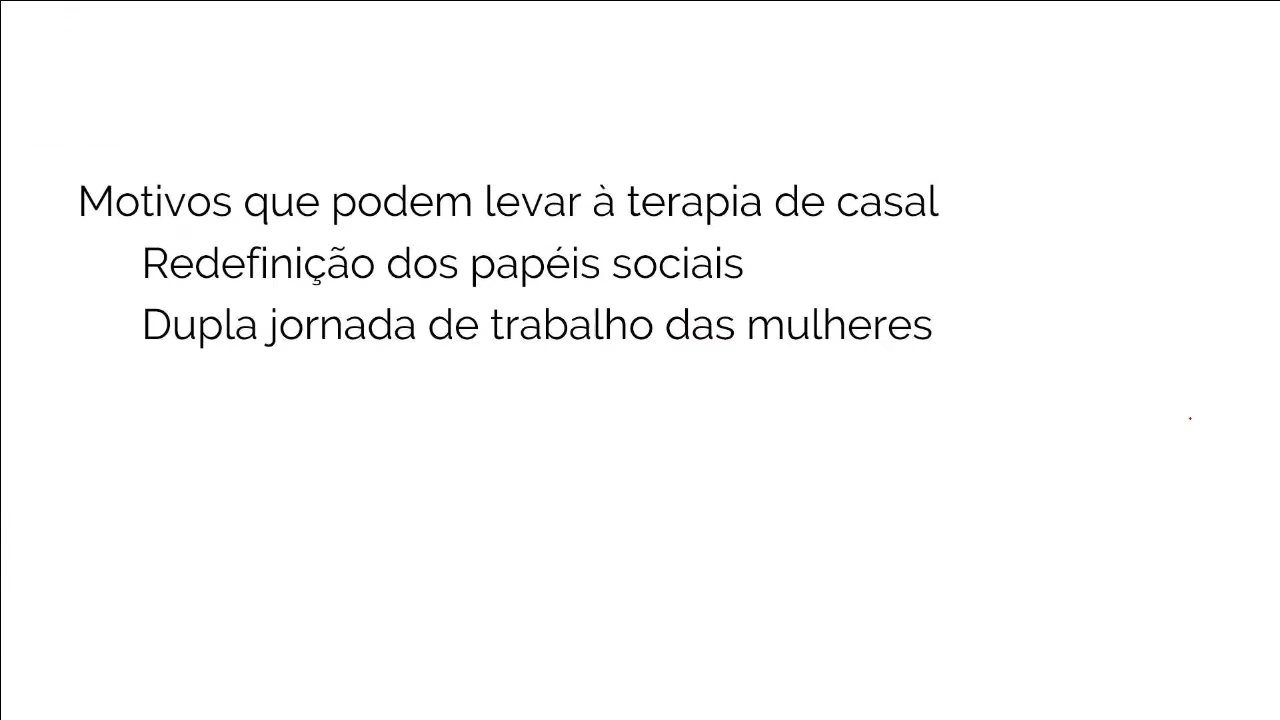 Motivos que podem levar à terapia de casal
Redefinição dos papéis sociais
Dupla jornada de trabalho das mulheres